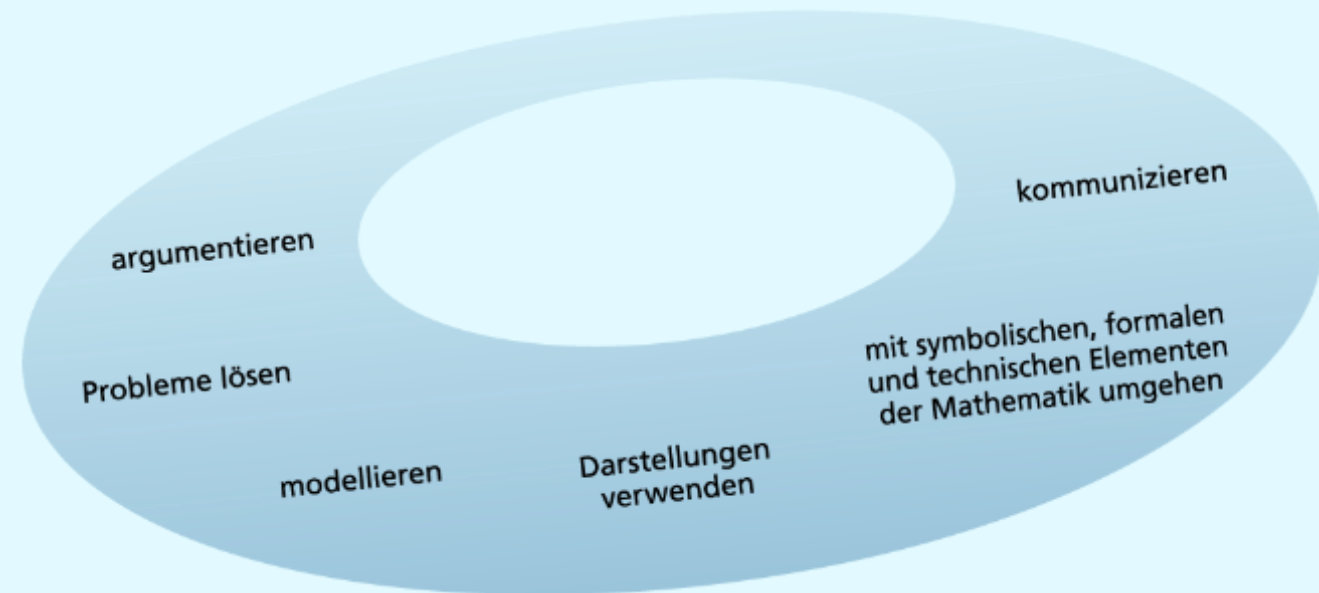 kommunizieren
argumentieren
mit symbolischen, formalen
und technischen Elementen
der Mathematik umgehen
Probleme lösen
modellieren
Darstellungen
verwenden